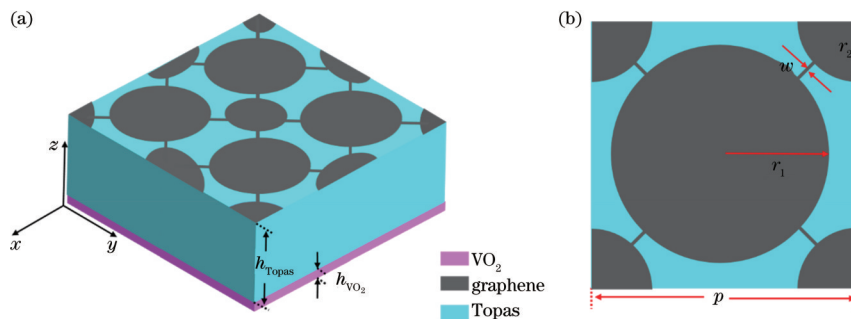 (a)
z
x
y
h_Topas
h_VO₂
VO₂
graphene
Topas
(b)
w
r₂
r₁
p